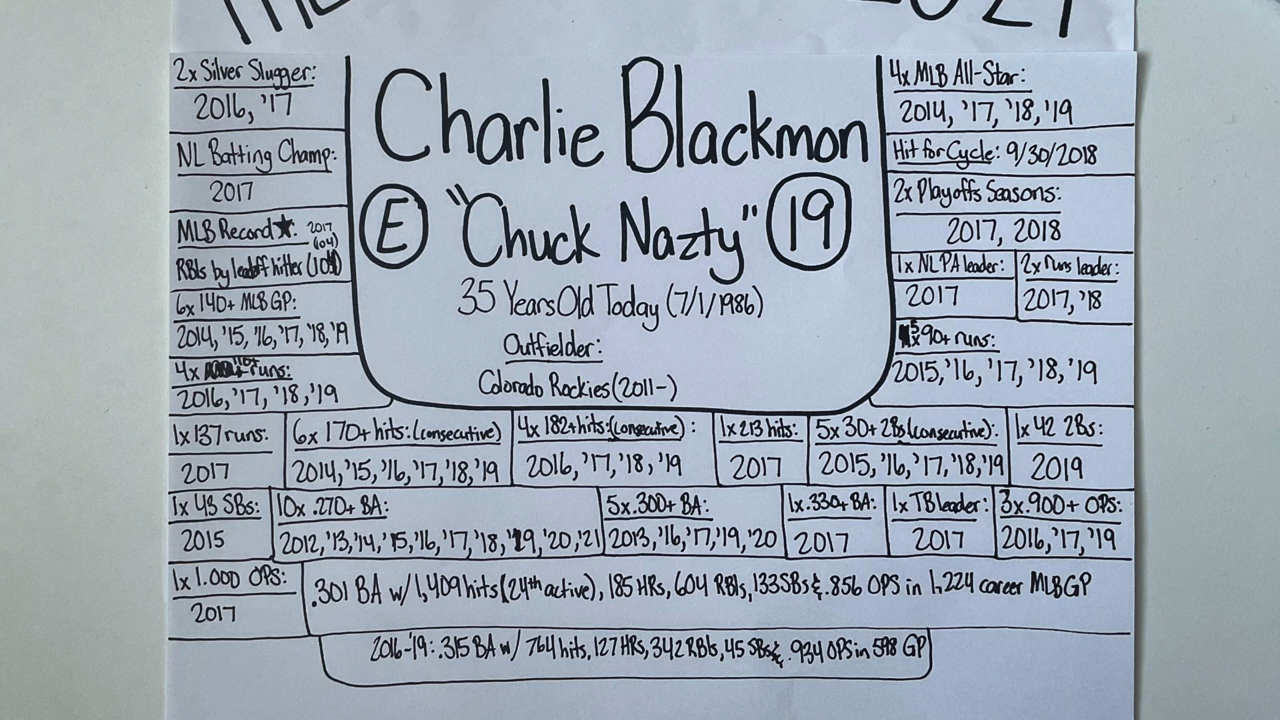 2x Silver Slugger:
2016, '17
NL Batting Champ:
2017
MLB Record★: 2017
(104)
RBIs by leadoff hitter
6x 140+ MLB GP:
2014, '15, '16, '17, '18, '19
4x 110+ runs:
2016, '17, '18, '19
Charlie Blackmon
E "Chuck Nazty" 19
35 Years Old Today (7/1/1986)
Outfielder:
Colorado Rockies (2011-)
4x MLB All-Star:
2014, '17, '18, '19
Hit for Cycle: 9/30/2018
2x Playoffs Seasons:
2017, 2018
1x NL PA leader:
2017
2x runs leader:
2017, '18
5x 90+ runs:
2015, '16, '17, '18, '19
1x 137 runs:
2017
6x 170+ hits: (consecutive)
2014, '15, '16, '17, '18, '19
4x 182+ hits: (consecutive):
2016, '17, '18, '19
1x 213 hits:
2017
5x 30+ 2Bs (consecutive):
2015, '16, '17, '18, '19
1x 42 2Bs:
2019
1x 43 SBs:
2015
10x .270+ BA:
2012, '13, '14, '15, '16, '17, '18, '19, '20, '21
5x .300+ BA:
2013, '16, '17, '19, '20
1x .330+ BA:
2017
1x TB leader:
2017
3x .900+ OPS:
2016, '17, '19
1x 1.000 OPS:
2017
.301 BA w/ 1,409 hits (24th active), 185 HRs, 604 RBIs, 133 SBs & .856 OPS in 1,224 career MLB GP
2016-'19: .315 BA w/ 764 hits, 127 HRs, 342 RBIs, 45 SBs & .934 OPS in 598 GP